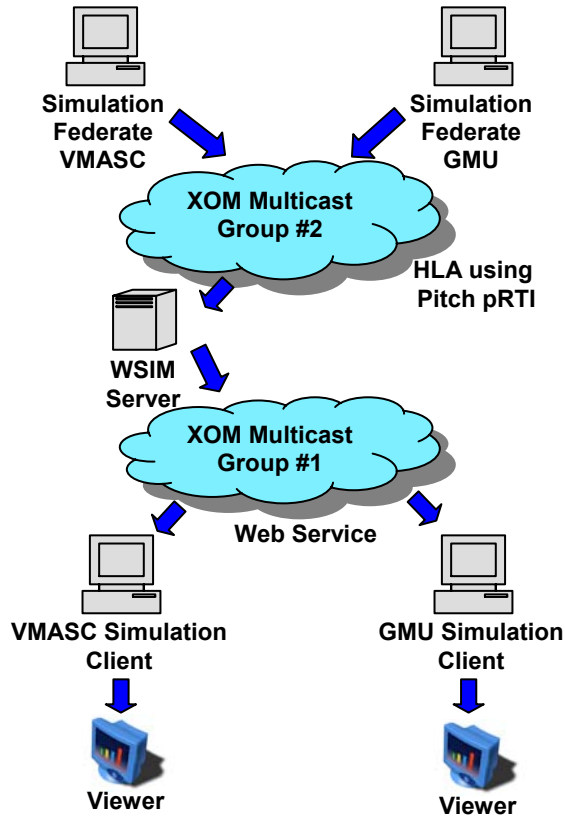 Simulation
Federate
VMASC
Simulation
Federate
GMU
XOM Multicast
Group #2
HLA using
Pitch pRTI
WSIM
Server
XOM Multicast
Group #1
Web Service
VMASC Simulation
Client
GMU Simulation
Client
Viewer
Viewer